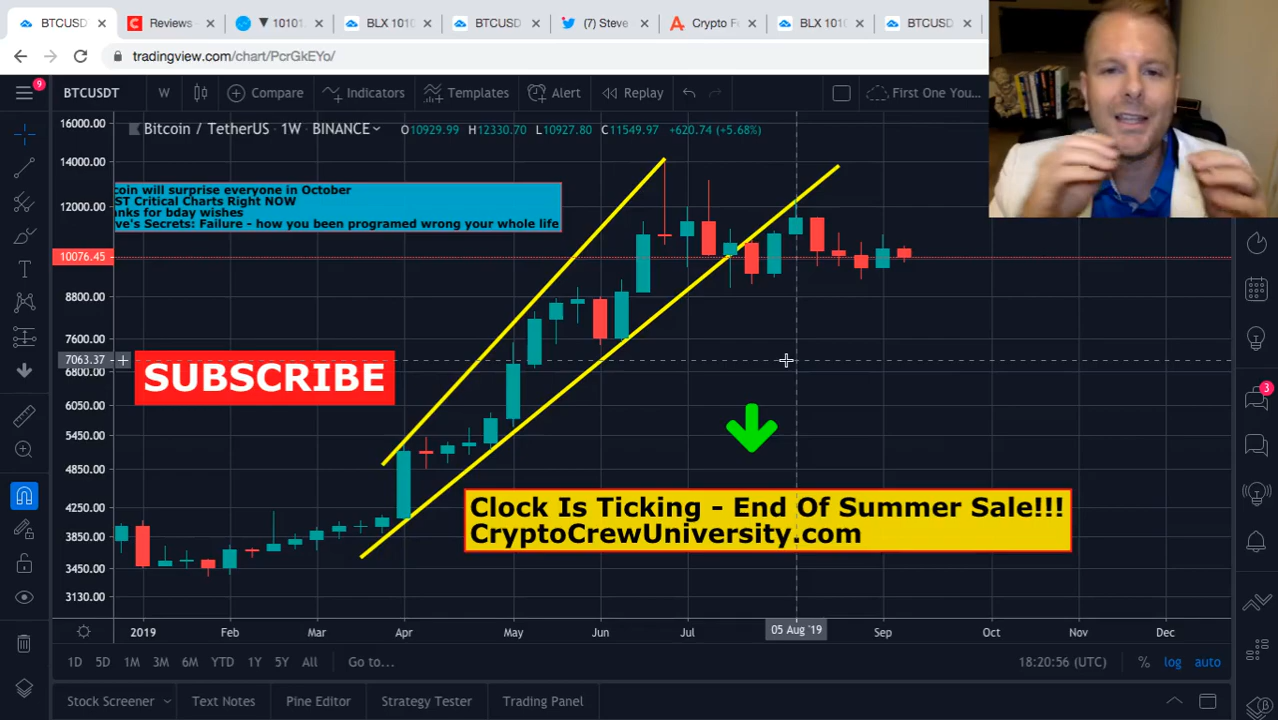 BTCUSD
Reviews
▼ 10101
BLX 1010
BTCUSD
(7) Steve
Crypto F
BLX 1010
BTCUSD
tradingview.com/chart/PcrGkEYo/
9
BTCUSDT
W
Compare
Indicators
Templates
Alert
Replay
First One You...
Bitcoin / TetherUS 1W BINANCE
O10929.99 H12330.70 L10927.80 C11549.97 +620.74 (+5.68%)
16000.00
14000.00
12000.00
10076.45
8800.00
7600.00
7063.37
6800.00
6050.00
5450.00
4850.00
4250.00
3850.00
3450.00
3130.00
coin will surprise everyone in October
ST Critical Charts Right NOW
anks for bday wishes
ve's Secrets: Failure - how you been programed wrong your whole life
SUBSCRIBE
Clock Is Ticking - End Of Summer Sale!!!
CryptoCrewUniversity.com
3
2019
Feb
Mar
Apr
May
Jun
Jul
05 Aug '19
Sep
Oct
Nov
Dec
1D 5D 1M 3M 6M YTD 1Y 5Y All Go to...
18:20:56 (UTC)
%
log
auto
Stock Screener
Text Notes
Pine Editor
Strategy Tester
Trading Panel